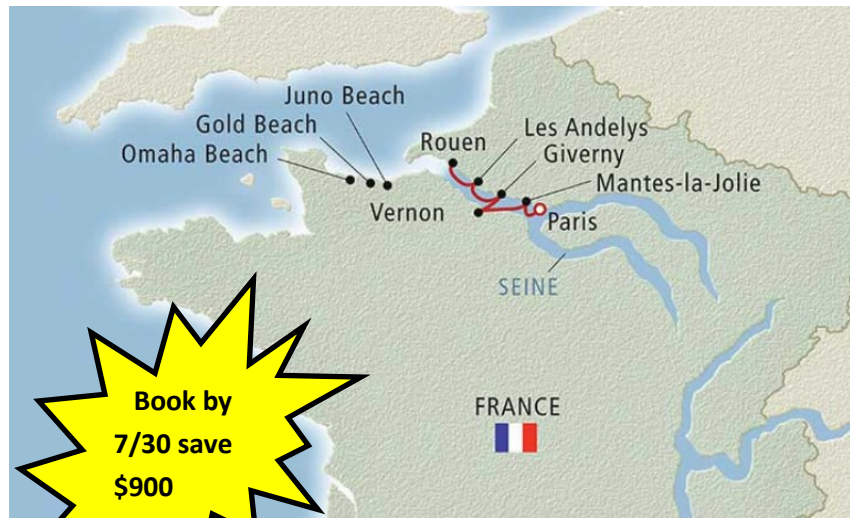 Juno Beach
Gold Beach
Omaha Beach
Rouen
Les Andelys
Giverny
Mantes-la-Jolie
Vernon
Paris
SEINE
FRANCE
Book by
7/30 save
$900